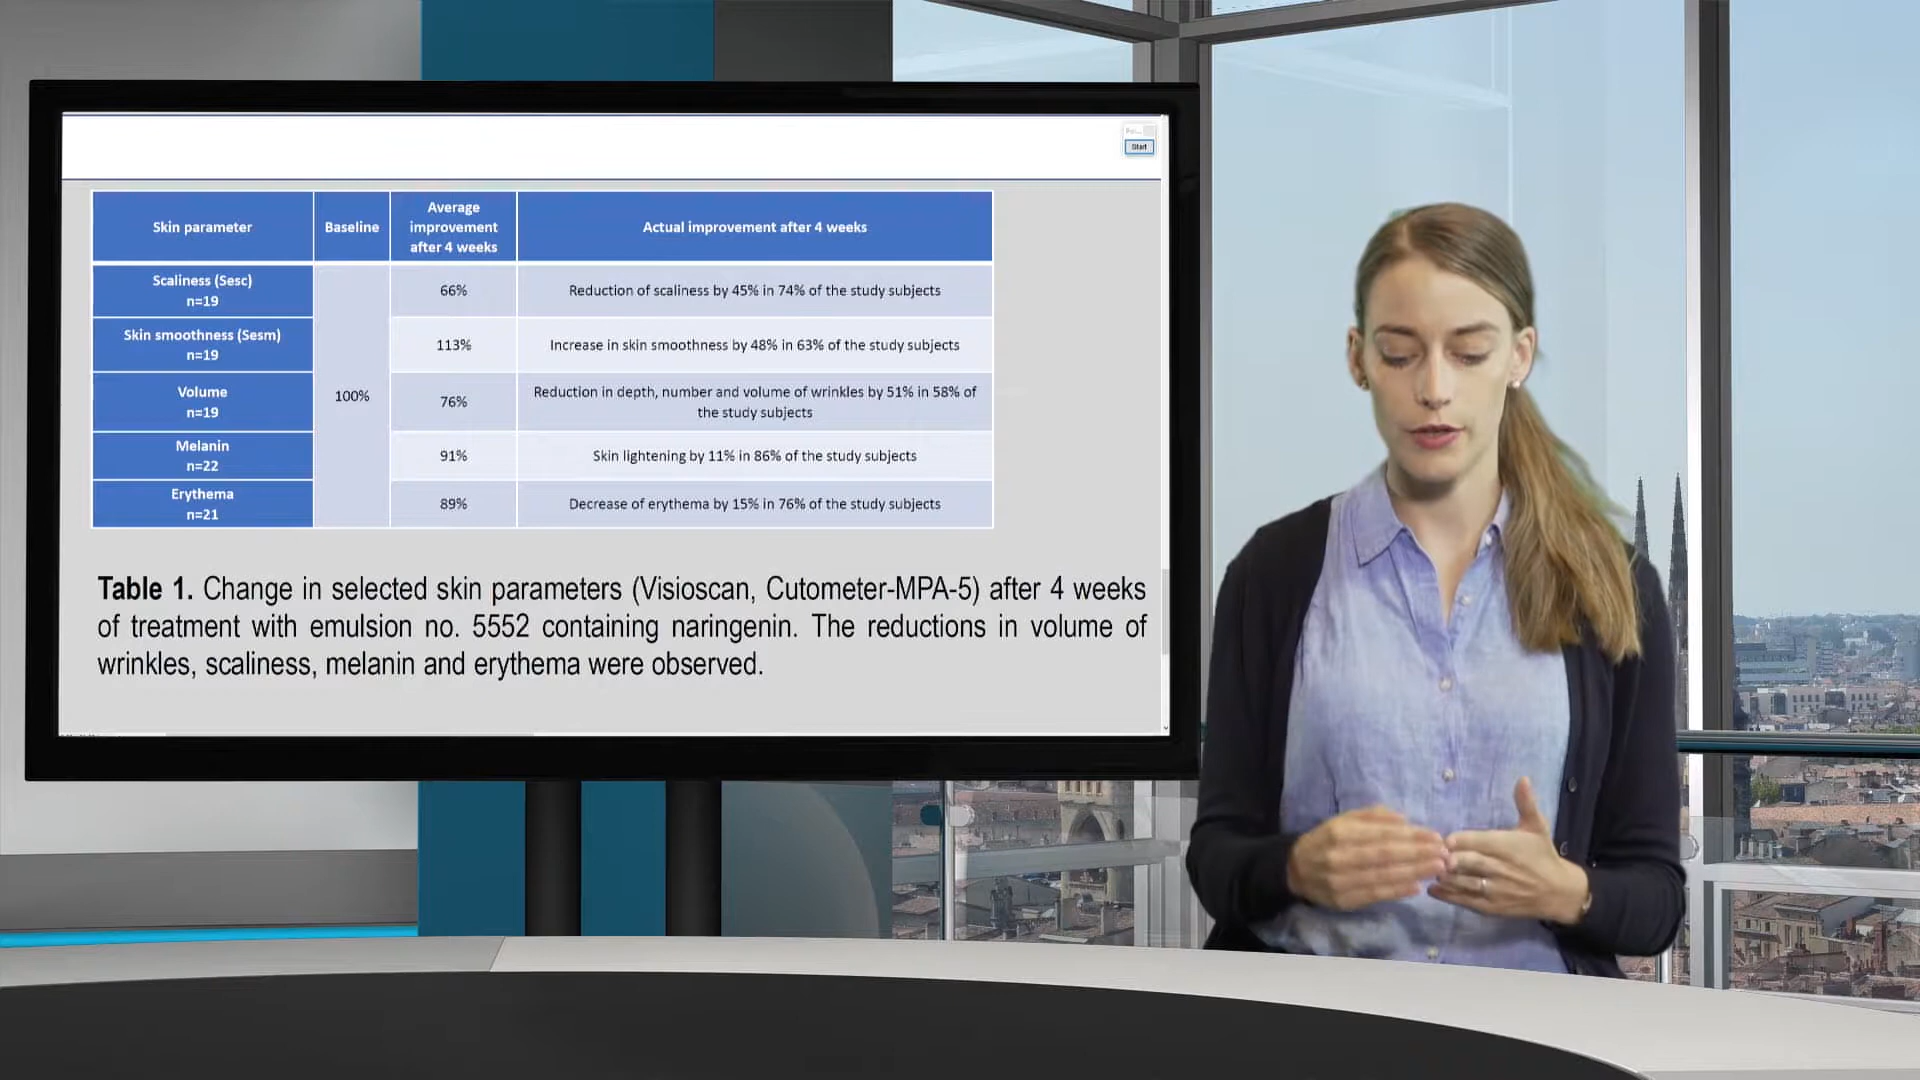 Start
Skin parameter
Baseline
Average
improvement
after 4 weeks
Actual improvement after 4 weeks
Scaliness (Sesc)
n=19
100%
66%
Reduction of scaliness by 45% in 74% of the study subjects
Skin smoothness (Sesm)
n=19
113%
Increase in skin smoothness by 48% in 63% of the study subjects
Volume
n=19
76%
Reduction in depth, number and volume of wrinkles by 51% in 58% of
the study subjects
Melanin
n=22
91%
Skin lightening by 11% in 86% of the study subjects
Erythema
n=21
89%
Decrease of erythema by 15% in 76% of the study subjects
Table 1. Change in selected skin parameters (Visioscan, Cutometer-MPA-5) after 4 weeks
of treatment with emulsion no. 5552 containing naringenin. The reductions in volume of
wrinkles, scaliness, melanin and erythema were observed.